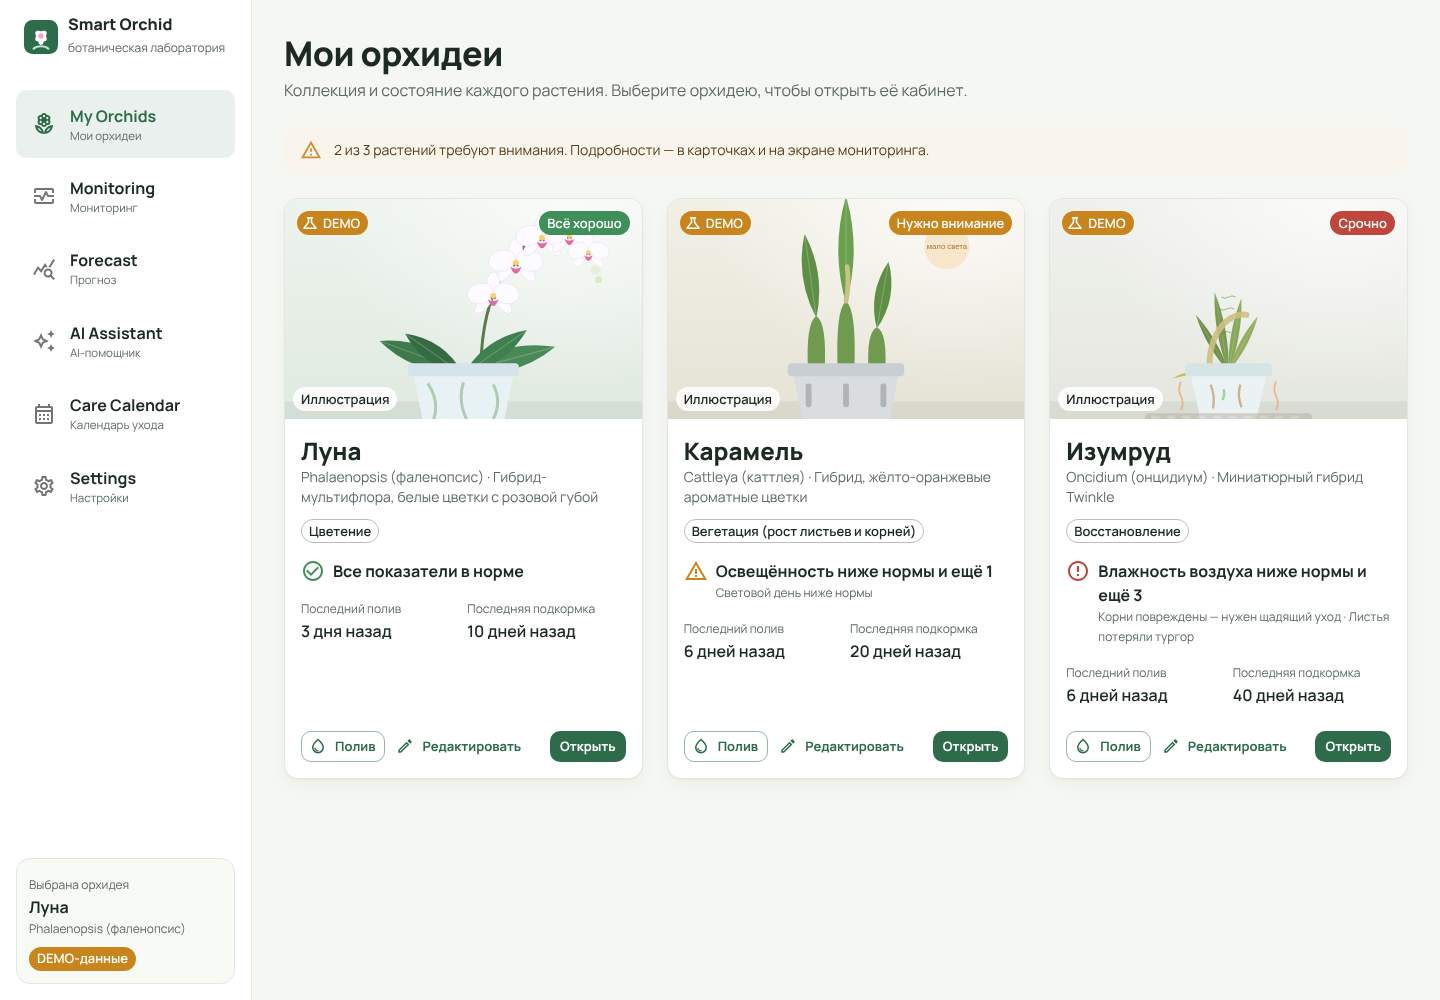 Smart Orchid
ботаническая лаборатория
My Orchids
Мои орхидеи
Monitoring
Мониторинг
Forecast
Прогноз
AI Assistant
AI-помощник
Care Calendar
Календарь ухода
Settings
Настройки
Выбрана орхидея
Луна
Phalaenopsis (фаленопсис)
DEMO-данные
Мои орхидеи
Коллекция и состояние каждого растения. Выберите орхидею, чтобы открыть её кабинет.
2 из 3 растений требуют внимания. Подробности — в карточках и на экране мониторинга.
DEMO
Всё хорошо
Иллюстрация
Луна
Phalaenopsis (фаленопсис) · Гибрид-
мультифлора, белые цветки с розовой губой
Цветение
Все показатели в норме
Последний полив
Последняя подкормка
3 дня назад
10 дней назад
Полив
Редактировать
Открыть
DEMO
Нужно внимание
мало света
Иллюстрация
Карамель
Cattleya (каттлея) · Гибрид, жёлто-оранжевые
ароматные цветки
Вегетация (рост листьев и корней)
Освещённость ниже нормы и ещё 1
Световой день ниже нормы
Последний полив
Последняя подкормка
6 дней назад
20 дней назад
Полив
Редактировать
Открыть
DEMO
Срочно
Иллюстрация
Изумруд
Oncidium (онцидиум) · Миниатюрный гибрид
Twinkle
Восстановление
Влажность воздуха ниже нормы и
ещё 3
Корни повреждены — нужен щадящий уход · Листья
потеряли тургор
Последний полив
Последняя подкормка
6 дней назад
40 дней назад
Полив
Редактировать
Открыть